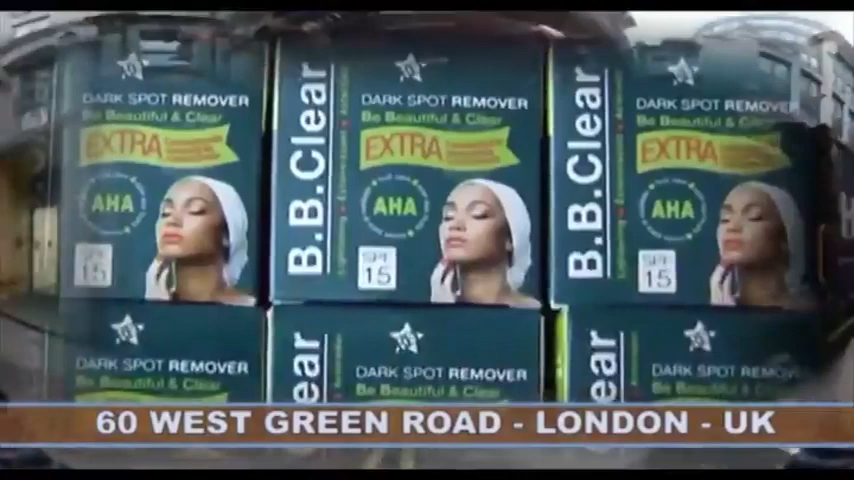 DARK SPOT REMOVER
Be Beautiful & Clear
EXTRA
AHA
SPF
15
B.B.Clear
DARK SPOT REMOVER
Be Beautiful & Clear
EXTRA
AHA
SPF
15
B.B.Clear
DARK SPOT REMOVER
Be Beautiful & Clear
EXTRA
AHA
SPF
15
DARK SPOT REMOVER
Be Beautiful & Clear
ear
DARK SPOT REMOVER
Be Beautiful & Clear
ear
DARK SPOT REMOVER
Be Beautiful & Clear
60 WEST GREEN ROAD - LONDON - UK